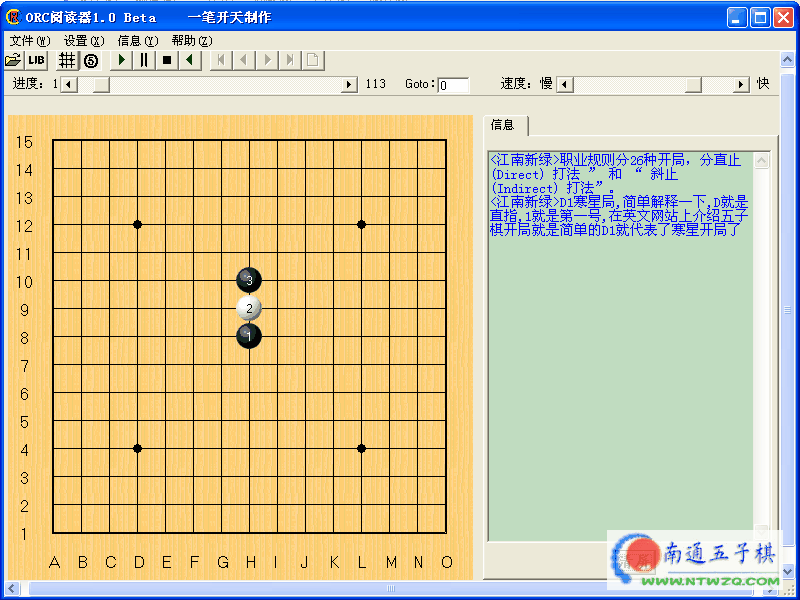 ORC阅读器1.0 Beta 一笔开天制作
文件(W) 设置(X) 信息(Y) 帮助(Z)
LIB 5
进度: 1 113 Goto: 0 速度: 慢 快
信息
<江南新绿>职业规则分26种开局，分直止
(Direct) 打法 ” 和 “ 斜止
(Indirect) 打法”。
<江南新绿>D1寒星局,简单解释一下,D就是
直指,1就是第一号,在英文网站上介绍五子
棋开局就是简单的D1就代表了寒星开局了
15
14
13
12
11
10
9
8
7
6
5
4
3
2
1
3
2
1
A B C D E F G H I J K L M N O
南通五子棋
WWW.NTWZQ.COM